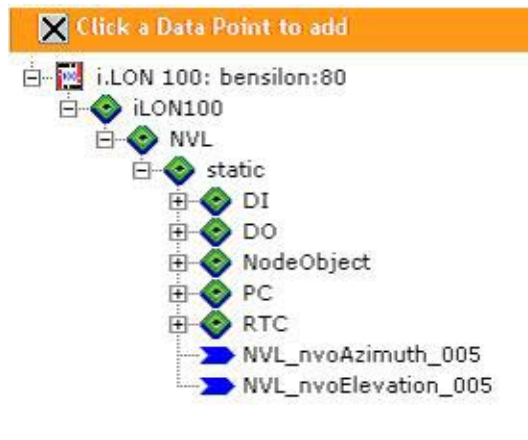 Click a Data Point to add
i.LON 100: bensilon:80
iLON100
NVL
static
DI
DO
NodeObject
PC
RTC
NVL_nvoAzimuth_005
NVL_nvoElevation_005